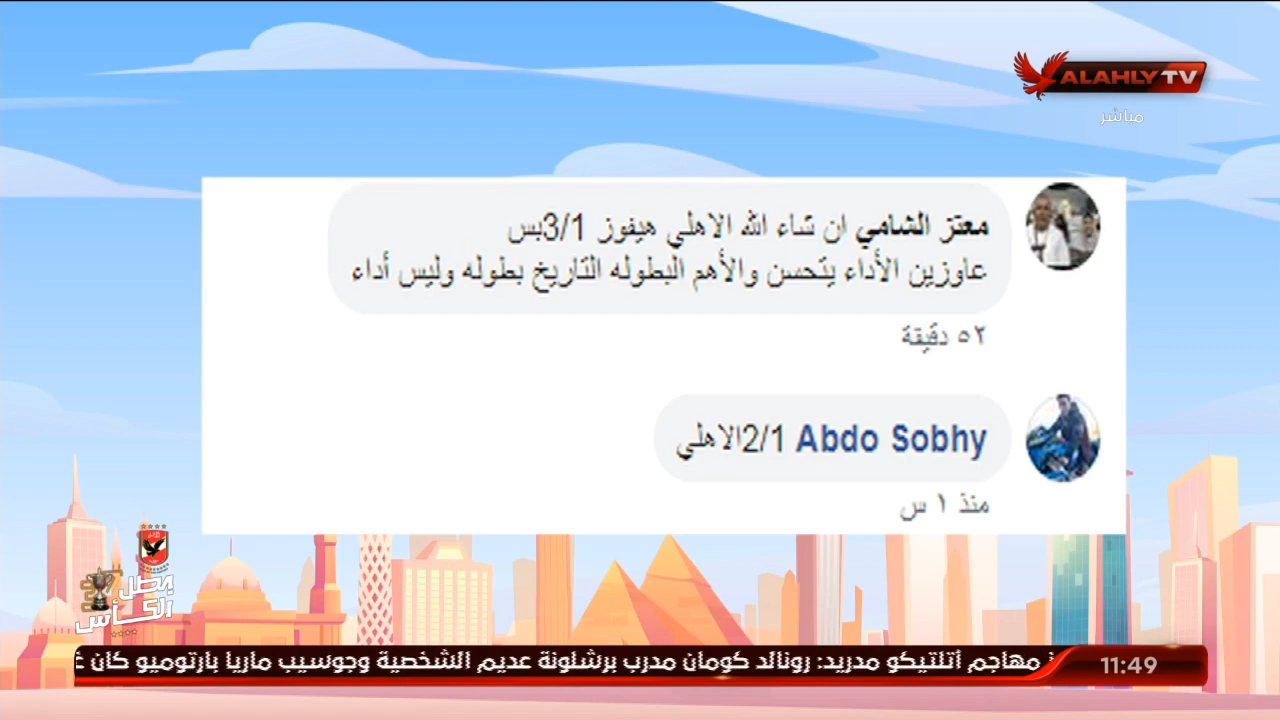 ALAHLY TV
مباشر
معتز الشامي ان شاء الله الاهلي هيفوز 3/1بس
عاوزين الأداء يتحسن والأهم البطوله التاريخ بطوله وليس أداء
٥٢ دقيقة
Abdo Sobhy 2/1الاهلي
منذ ١ س
بطل
الكأس
مهاجم أتلتيكو مدريد: رونالد كومان مدرب برشلونة عديم الشخصية وجوسيب ماريا بارتوميو كان
11:49